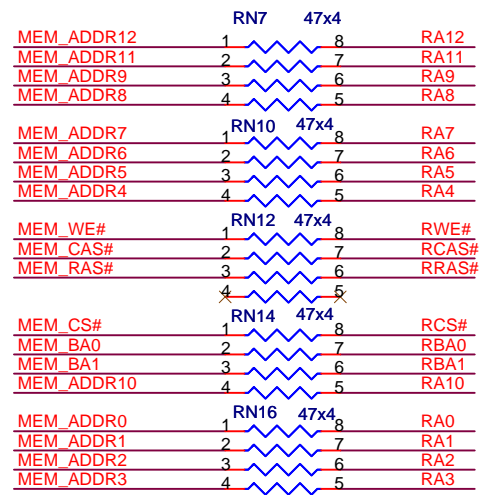 RN7 47x4
MEM_ADDR12 1 8 RA12
MEM_ADDR11 2 7 RA11
MEM_ADDR9 3 6 RA9
MEM_ADDR8 4 5 RA8
RN10 47x4
MEM_ADDR7 1 8 RA7
MEM_ADDR6 2 7 RA6
MEM_ADDR5 3 6 RA5
MEM_ADDR4 4 5 RA4
RN12 47x4
MEM_WE# 1 8 RWE#
MEM_CAS# 2 7 RCAS#
MEM_RAS# 3 6 RRAS#
4 5
RN14 47x4
MEM_CS# 1 8 RCS#
MEM_BA0 2 7 RBA0
MEM_BA1 3 6 RBA1
MEM_ADDR10 4 5 RA10
RN16 47x4
MEM_ADDR0 1 8 RA0
MEM_ADDR1 2 7 RA1
MEM_ADDR2 3 6 RA2
MEM_ADDR3 4 5 RA3